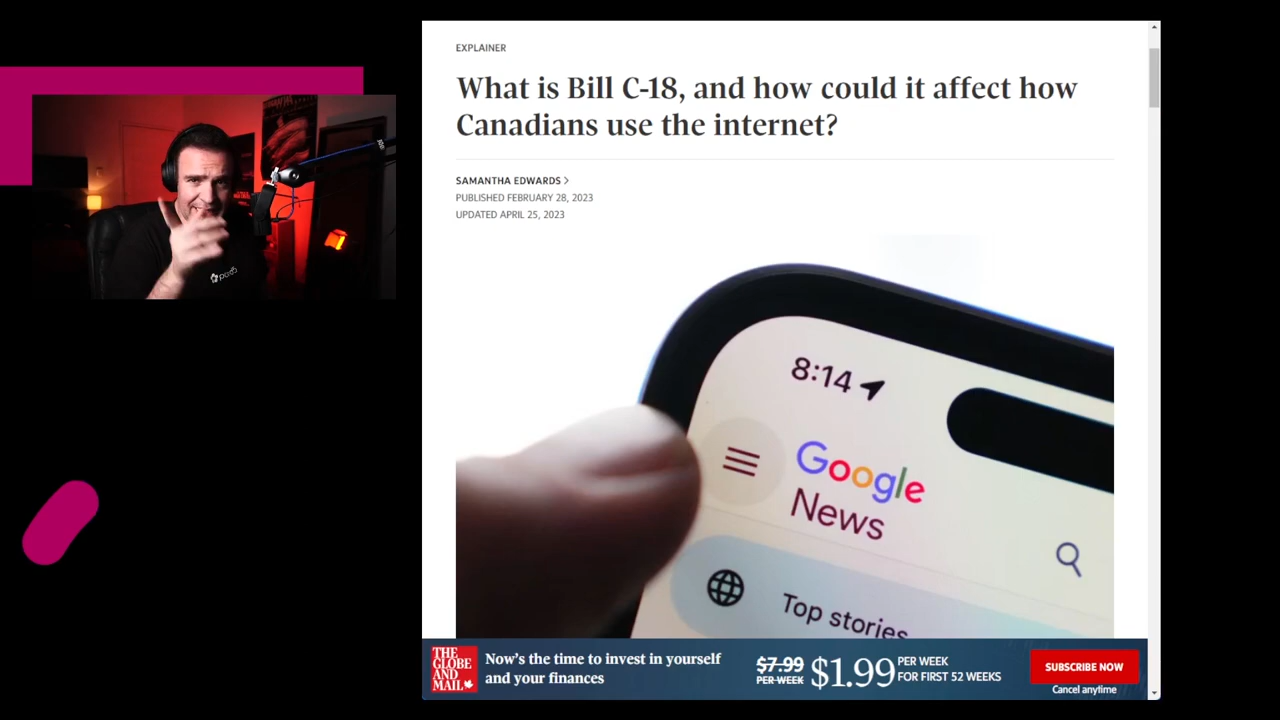 EXPLAINER
What is Bill C-18, and how could it affect how
Canadians use the internet?
SAMANTHA EDWARDS >
PUBLISHED FEBRUARY 28, 2023
UPDATED APRIL 25, 2023
8:14
Google
News
Top stories
THE
GLOBE
AND
MAIL
Now's the time to invest in yourself
and your finances
$7.99
PER WEEK
$1.99
PER WEEK
FOR FIRST 52 WEEKS
SUBSCRIBE NOW
Cancel anytime